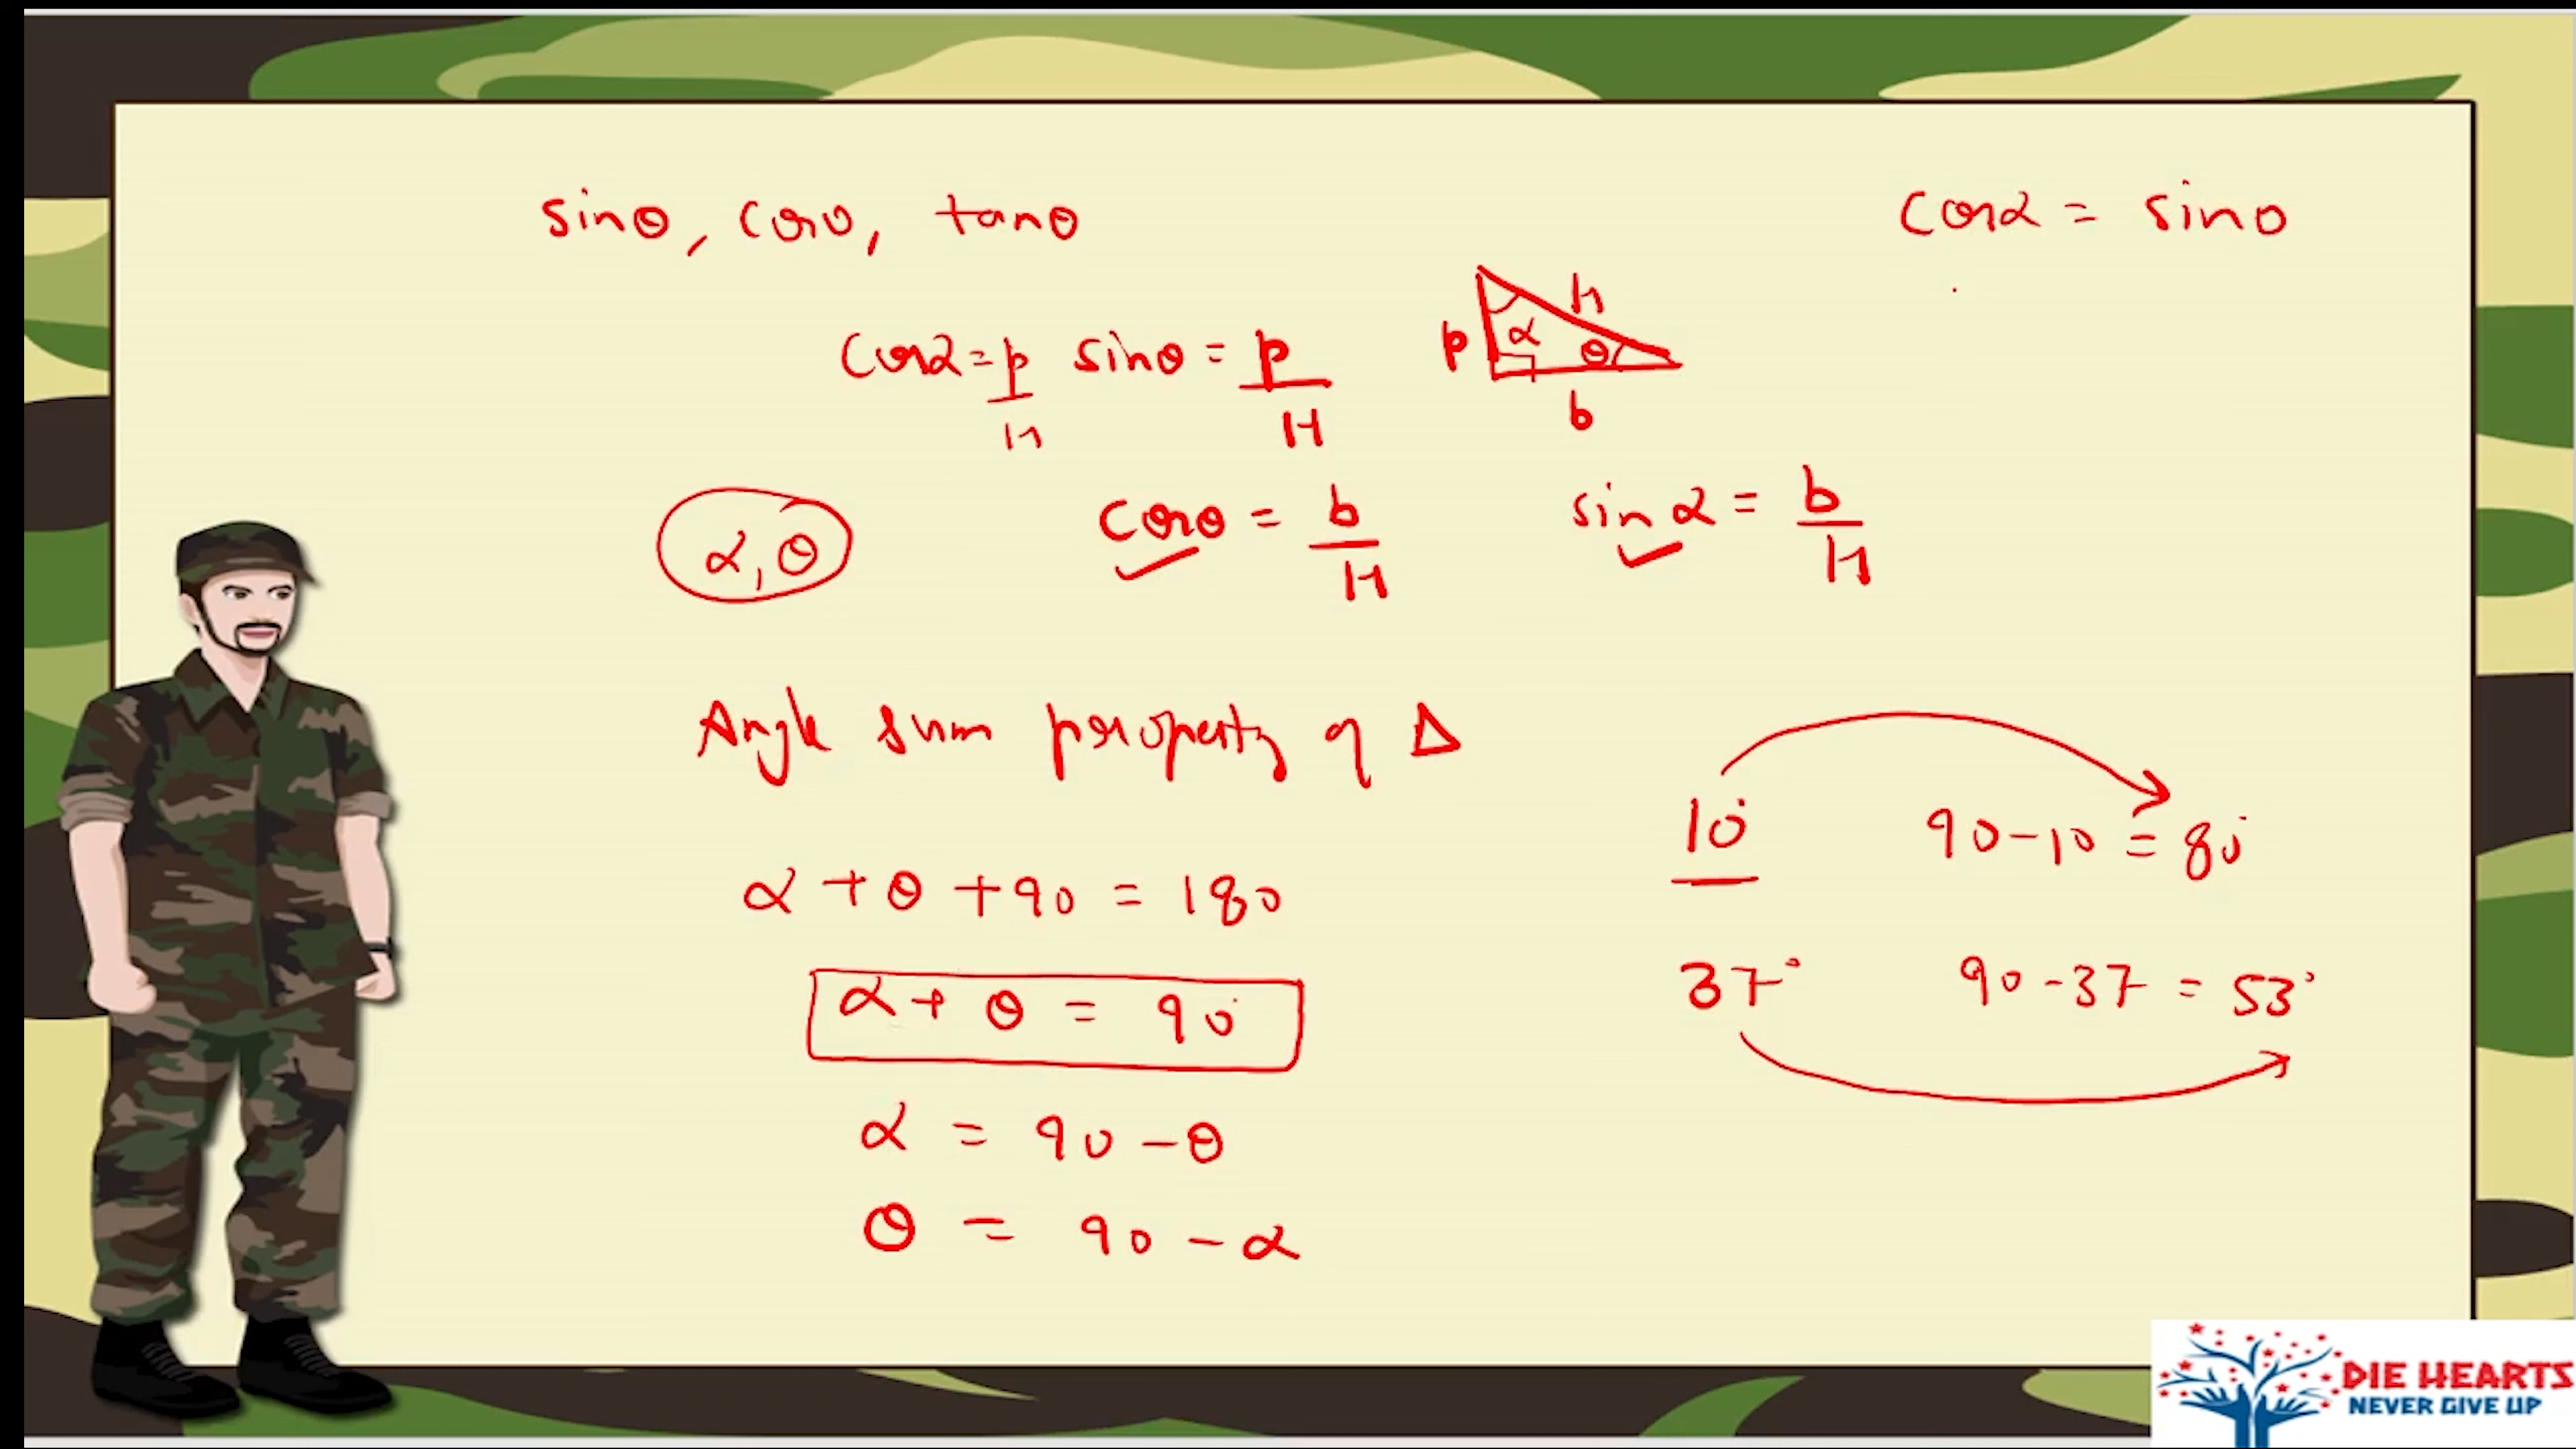 sinθ, cosθ, tanθ
cosα = sinθ
cosα = p/H sinθ = p/H
p α θ H b
α, θ
cosθ = b/H
sin α = b/H
Angle sum property of Δ
10° 90-10 = 80°
α + θ + 90 = 180
37° 90-37 = 53°
α + θ = 90°
α = 90 - θ
θ = 90 - α
DIE HEARTS
NEVER GIVE UP